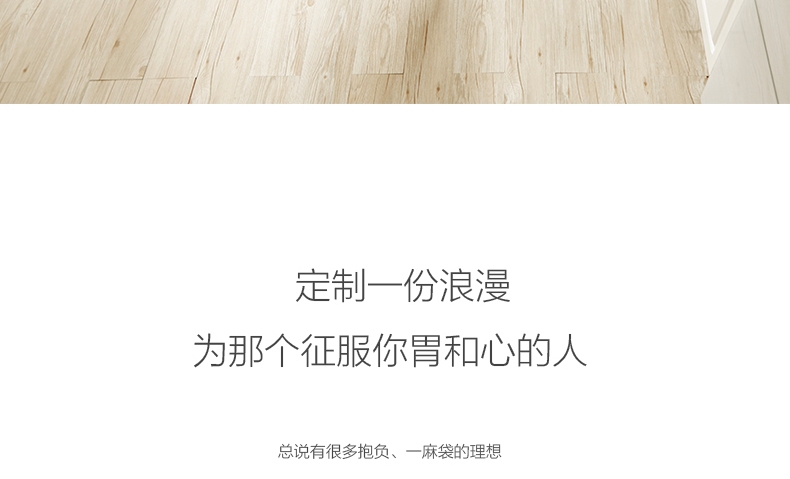 定制一份浪漫
为那个征服你胃和心的人
总说有很多抱负、一麻袋的理想